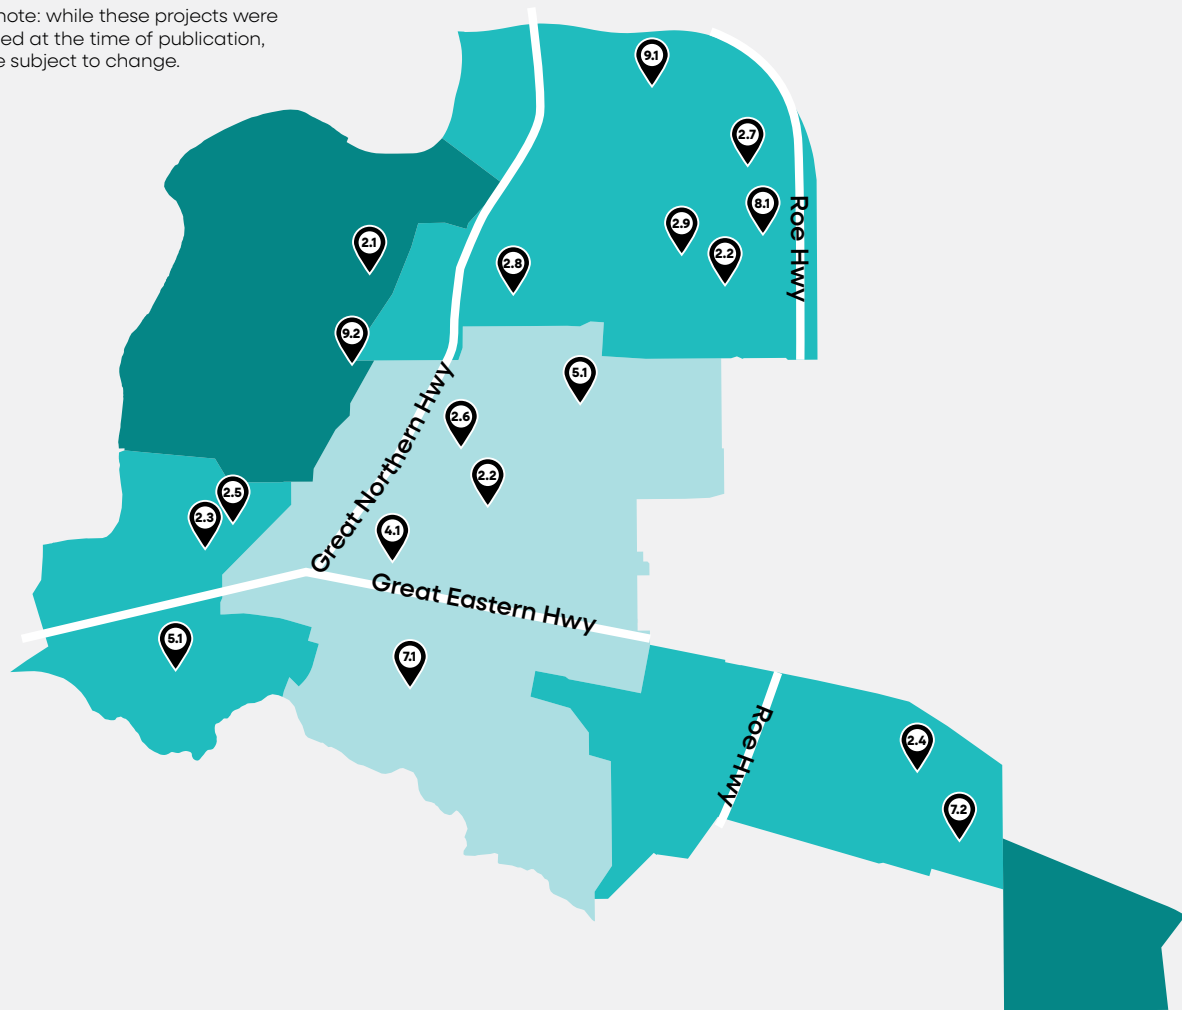 note: while these projects were
ed at the time of publication,
e subject to change.
9.1
2.7
8.1
2.9
2.2
Roe Hwy
2.1
2.8
9.2
5.1
2.6
2.2
Great Northern Hwy
2.5
2.3
4.1
Great Eastern Hwy
5.1
7.1
Roe Hwy
2.4
7.2